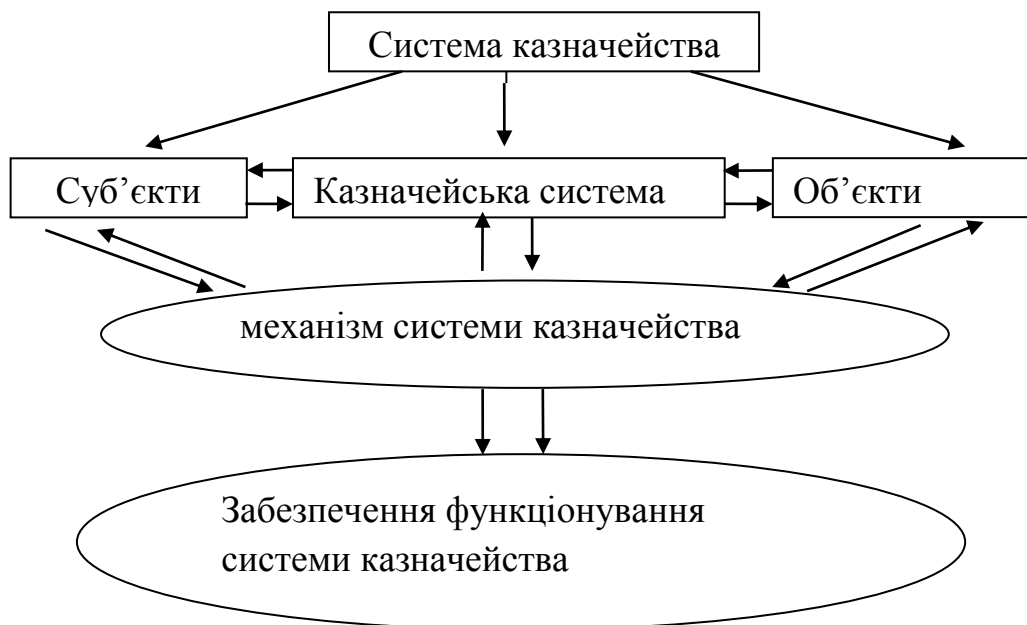 Система казначейства
Суб’єкти
Казначейська система
Об’єкти
механізм системи казначейства
Забезпечення функціонування
системи казначейства